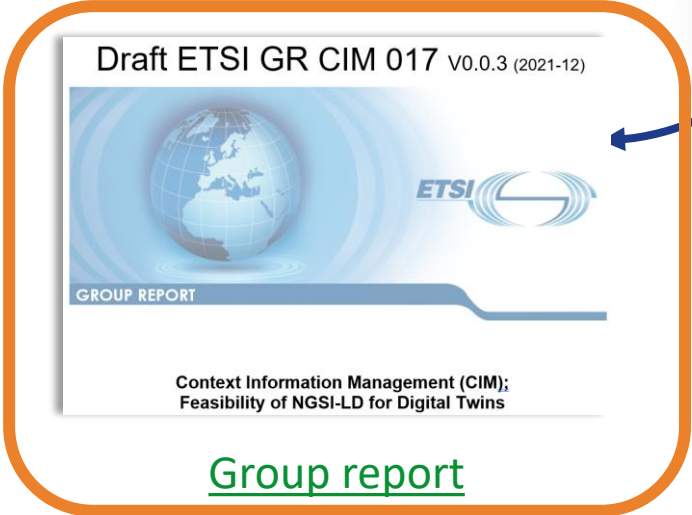 Draft ETSI GR CIM 017 V0.0.3 (2021-12)
ETSI
GROUP REPORT
Context Information Management (CIM);
Feasibility of NGSI-LD for Digital Twins
Group report